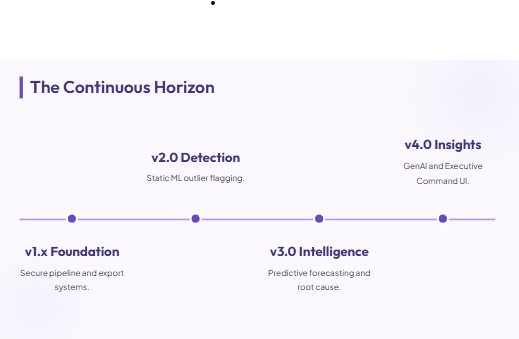 The Continuous Horizon
v4.0 Insights
GenAI and Executive
Command UI.
v2.0 Detection
Static ML outlier flagging.
v1.x Foundation
Secure pipeline and export
systems.
v3.0 Intelligence
Predictive forecasting and
root cause.